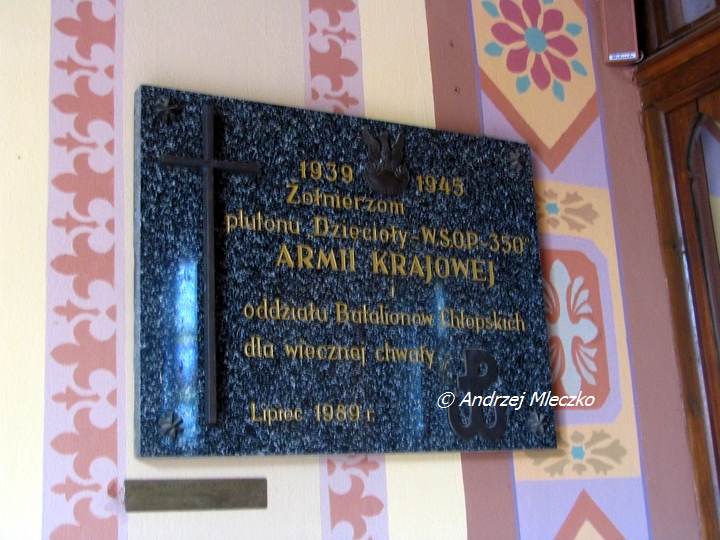 1939 1945
Żołnierzom
plutonu "Dzięcioły"-W.S.O.P.-350
ARMII KRAJOWEJ
i
oddziału Batalionów Chłopskich
dla wiecznej chwały
Lipiec 1989 r.
© Andrzej Mleczko